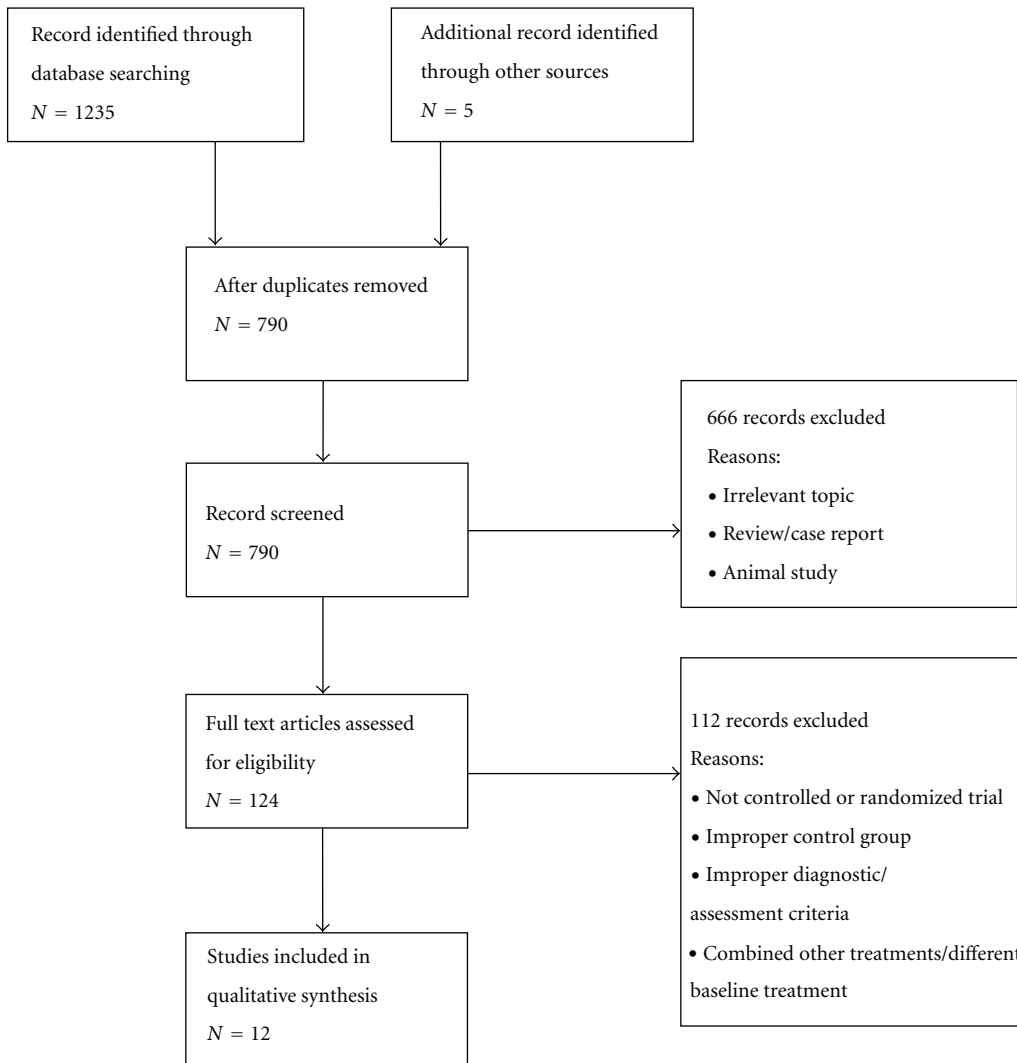 Record identified through
database searching
N = 1235
Additional record identified
through other sources
N = 5
After duplicates removed
N = 790
666 records excluded
Reasons:
• Irrelevant topic
• Review/case report
• Animal study
Record screened
N = 790
Full text articles assessed
for eligibility
N = 124
112 records excluded
Reasons:
• Not controlled or randomized trial
• Improper control group
• Improper diagnostic/
assessment criteria
• Combined other treatments/different
baseline treatment
Studies included in
qualitative synthesis
N = 12